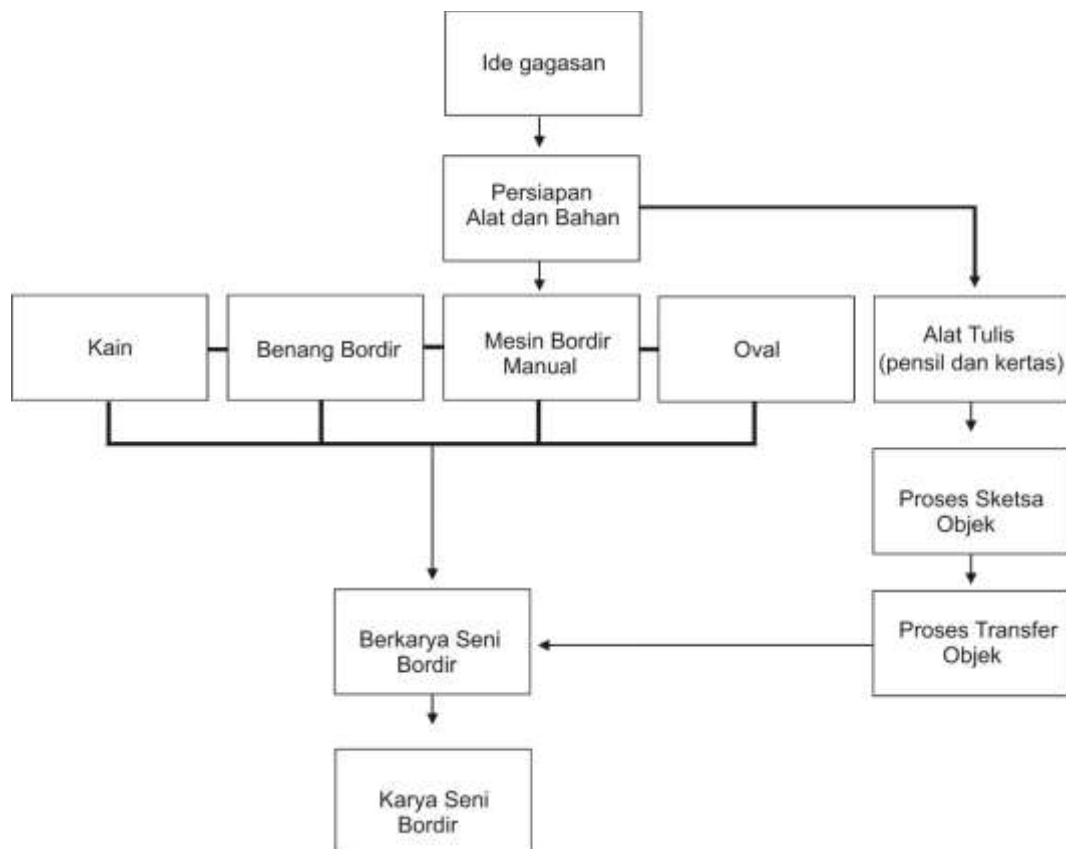 Ide gagasan
Persiapan
Alat dan Bahan
Kain
Benang Bordir
Mesin Bordir
Manual
Oval
Alat Tulis
(pensil dan kertas)
Proses Sketsa
Objek
Proses Transfer
Objek
Berkarya Seni
Bordir
Karya Seni
Bordir